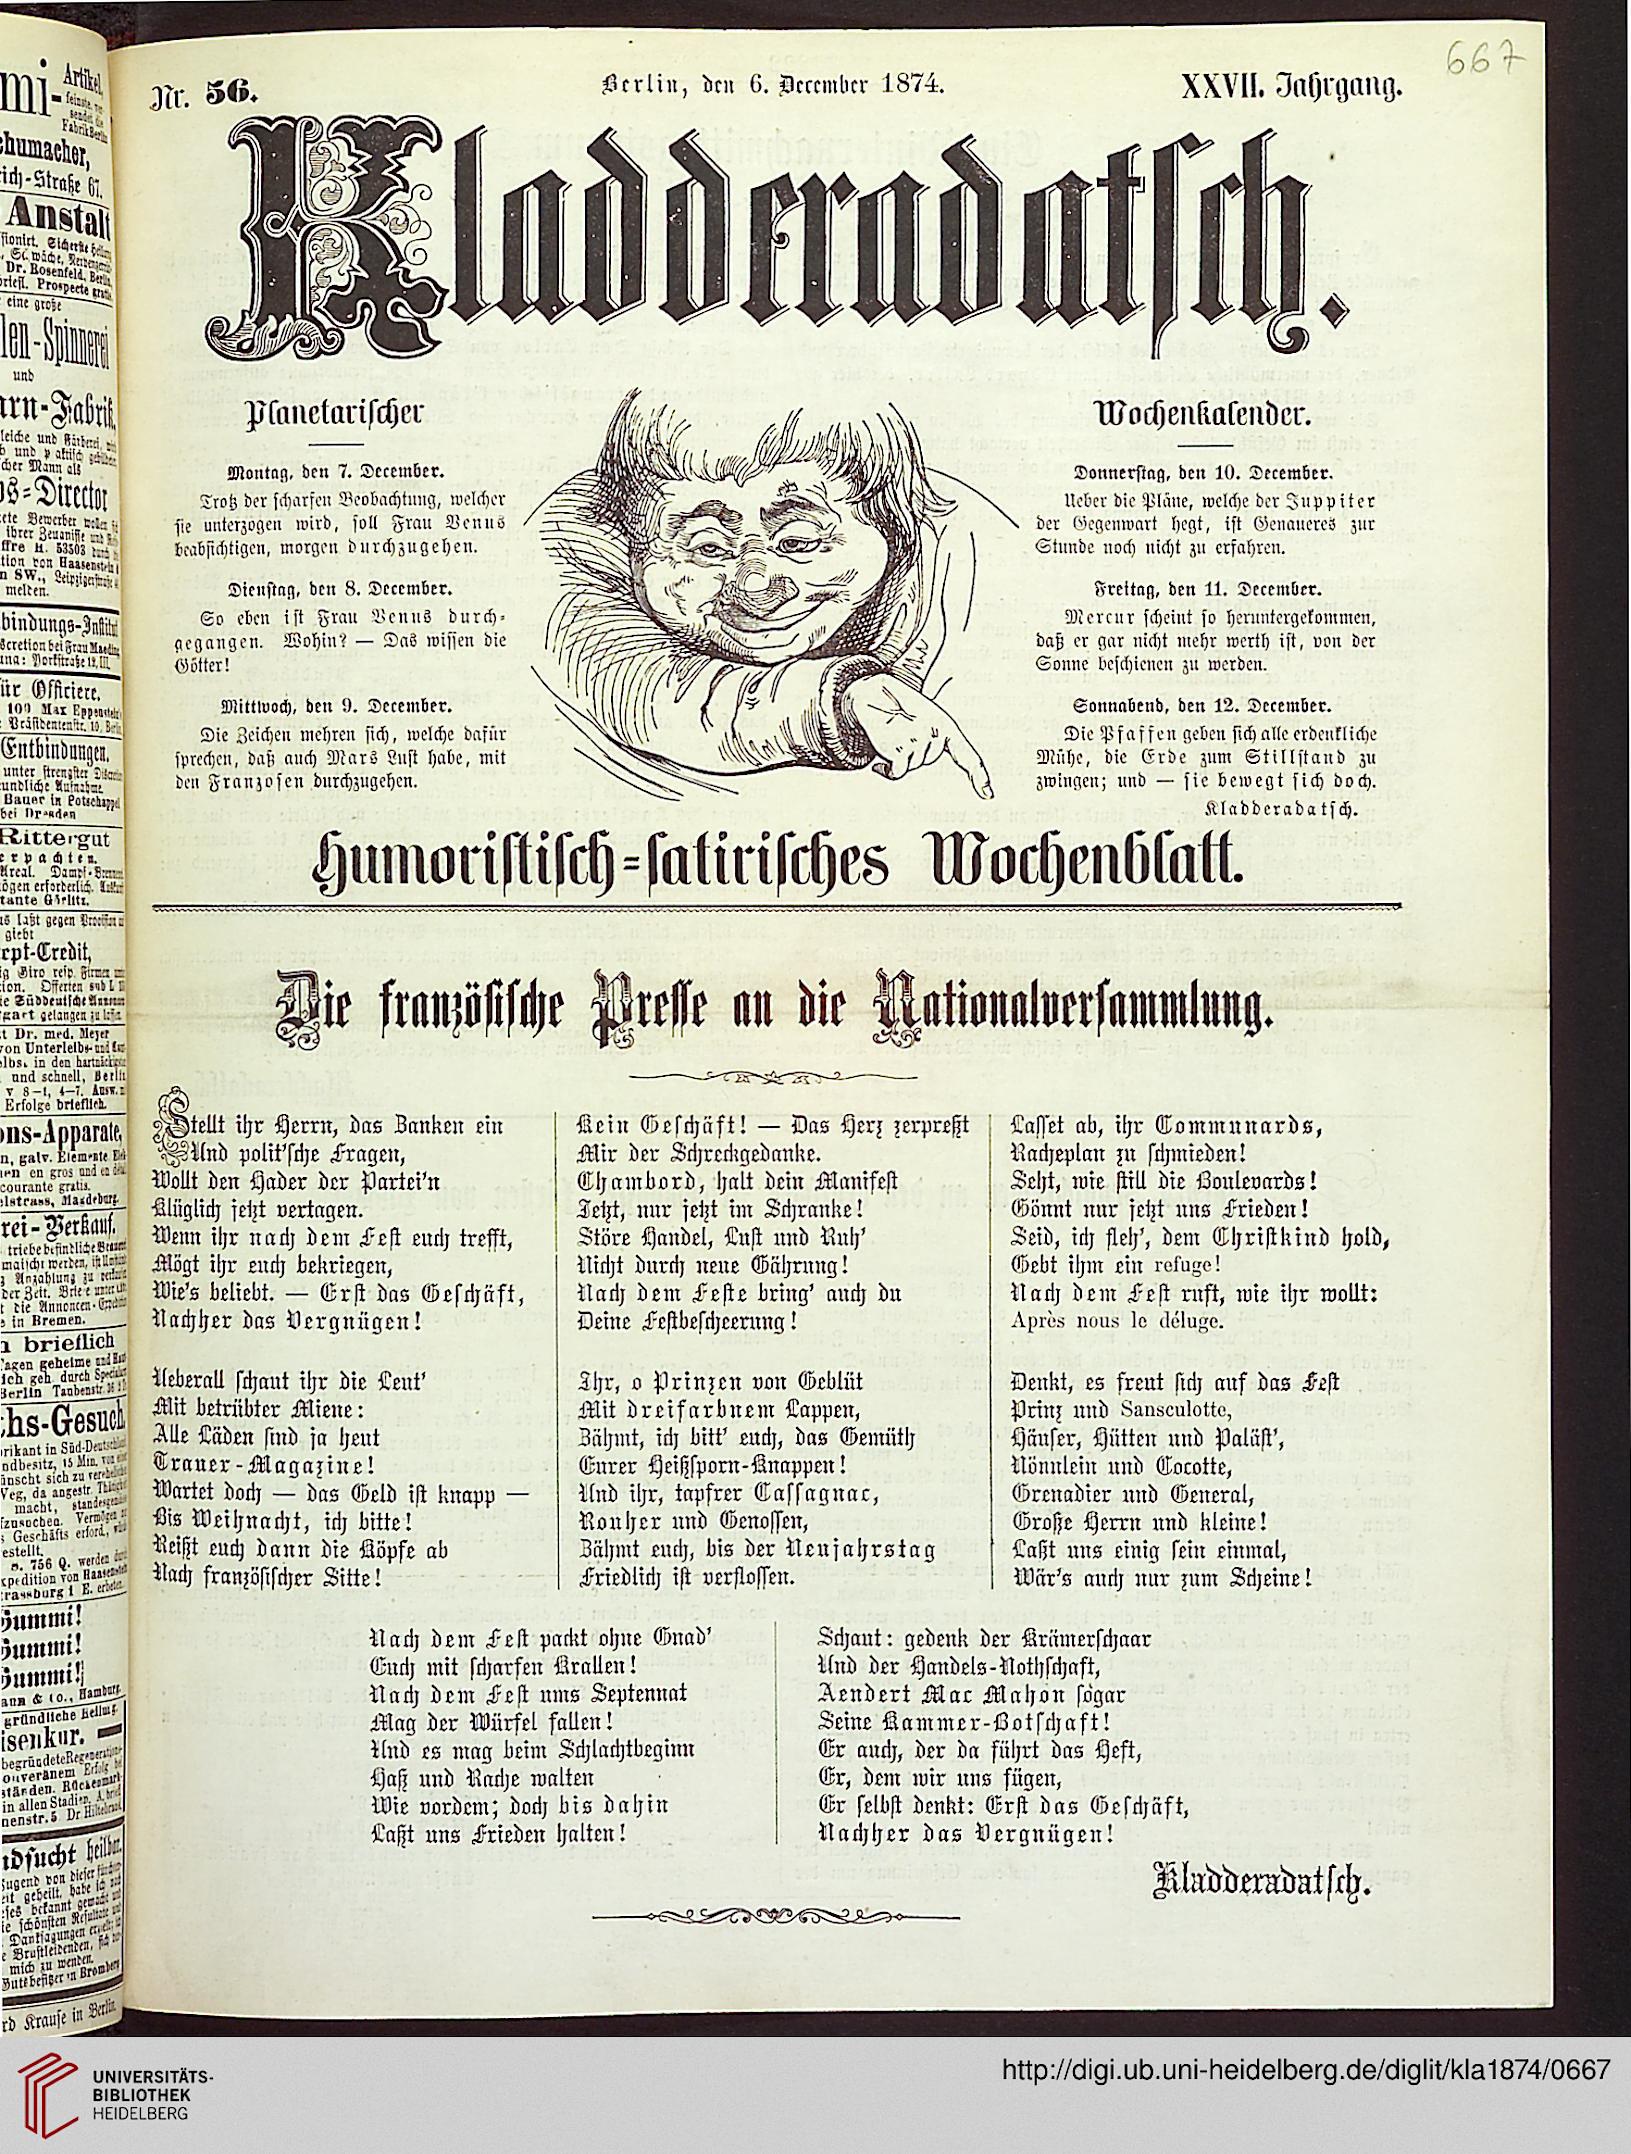 Nr. 56.
Berlin, den 6. December 1874.
XXVII. Jahrgang.
667
Kladderadatsch.
Planetarischer
Montag, den 7. December.
Trotz der scharfen Beobachtung, welcher
sie unterzogen wird, soll Frau Venus
beabsichtigen, morgen durchzugehen.
Dienstag, den 8. December.
So eben ist Frau Venus durch-
gegangen. Wohin? — Das wissen die
Götter!
Mittwoch, den 9. December.
Die Zeichen mehren sich, welche dafür
sprechen, daß auch Mars Lust habe, mit
den Franzosen durchzugehen.
Wochenkalender.
Donnerstag, den 10. December.
Ueber die Pläne, welche der Juppiter
der Gegenwart hegt, ist Genaueres zur
Stunde noch nicht zu erfahren.
Freitag, den 11. December.
Mercur scheint so heruntergekommen,
daß er gar nicht mehr werth ist, von der
Sonne beschienen zu werden.
Sonnabend, den 12. December.
Die Pfaffen geben sich alle erdenkliche
Mühe, die Erde zum Stillstand zu
zwingen; und — sie bewegt sich doch.
Kladderadatsch.
Humoristisch-satirisches Wochenblatt.
Die französische Presse an die Nationalversammlung.
Stellt ihr Herrn, das Zanken ein
Und polit'sche Fragen,
Wollt den Hader der Partei'n
Klüglich jetzt vertagen.
Wenn ihr nach dem Fest euch trefft,
Mögt ihr euch bekriegen,
Wie's beliebt. — Erst das Geschäft,
Nachher das Vergnügen!
Ueberall schaut ihr die Leut'
Mit betrübter Miene:
Alle Läden sind ja heut
Trauer-Magazine!
Wartet doch — das Geld ist knapp —
Bis Weihnacht, ich bitte!
Reißt euch dann die Köpfe ab
Nach französischer Sitte!
Kein Geschäft! — Das Herz zerpreßt
Mir der Schreckgedanke.
Chambord, halt dein Manifest
Jetzt, nur jetzt im Schranke!
Störe Handel, Lust und Ruh'
Nicht durch neue Gährung!
Nach dem Feste bring' auch du
Deine Festbescheerung!
Ihr, o Prinzen von Geblüt
Mit dreifarbnem Lappen,
Zähmt, ich bitt' euch, das Gemüth
Eurer Heißsporn-Knappen!
Und ihr, tapfrer Cassagnac,
Rouher und Genossen,
Zähmt euch, bis der Neujahrstag
Friedlich ist verflossen.
Lasset ab, ihr Communards,
Racheplan zu schmieden!
Seht, wie still die Boulevards!
Gönnt nur jetzt uns Frieden!
Seid, ich fleh', dem Christkind hold,
Gebt ihm ein refuge!
Nach dem Fest ruft, wie ihr wollt:
Après nous le déluge.
Denkt, es freut sich auf das Fest
Prinz und Sansculotte,
Häuser, Hütten und Paläst',
Nönnlein und Cocotte,
Grenadier und General,
Große Herrn und kleine!
Laßt uns einig sein einmal,
Wär's auch nur zum Scheine!
Nach dem Fest packt ohne Gnad'
Euch mit scharfen Krallen!
Nach dem Fest ums Septennat
Mag der Würfel fallen!
Und es mag beim Schlachtbeginn
Haß und Rache walten
Wie vordem; doch bis dahin
Laßt uns Frieden halten!
Schaut: gedenk der Krämerschaar
Und der Handels-Nothschaft,
Aendert Mac Mahon sogar
Seine Kammer-Botschaft!
Er auch, der da führt das Heft,
Er, dem wir uns fügen,
Er selbst denkt: Erst das Geschäft,
Nachher das Vergnügen!
Kladderadatsch.
UNIVERSITÄTS-
BIBLIOTHEK
HEIDELBERG
http://digi.ub.uni-heidelberg.de/diglit/kla1874/0667